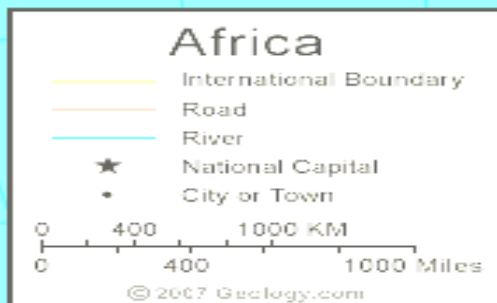 Africa
International Boundary
Road
River
National Capital
City or Town
0 400 1000 KM
0 400 1000 Miles
© 2007 Geology.com